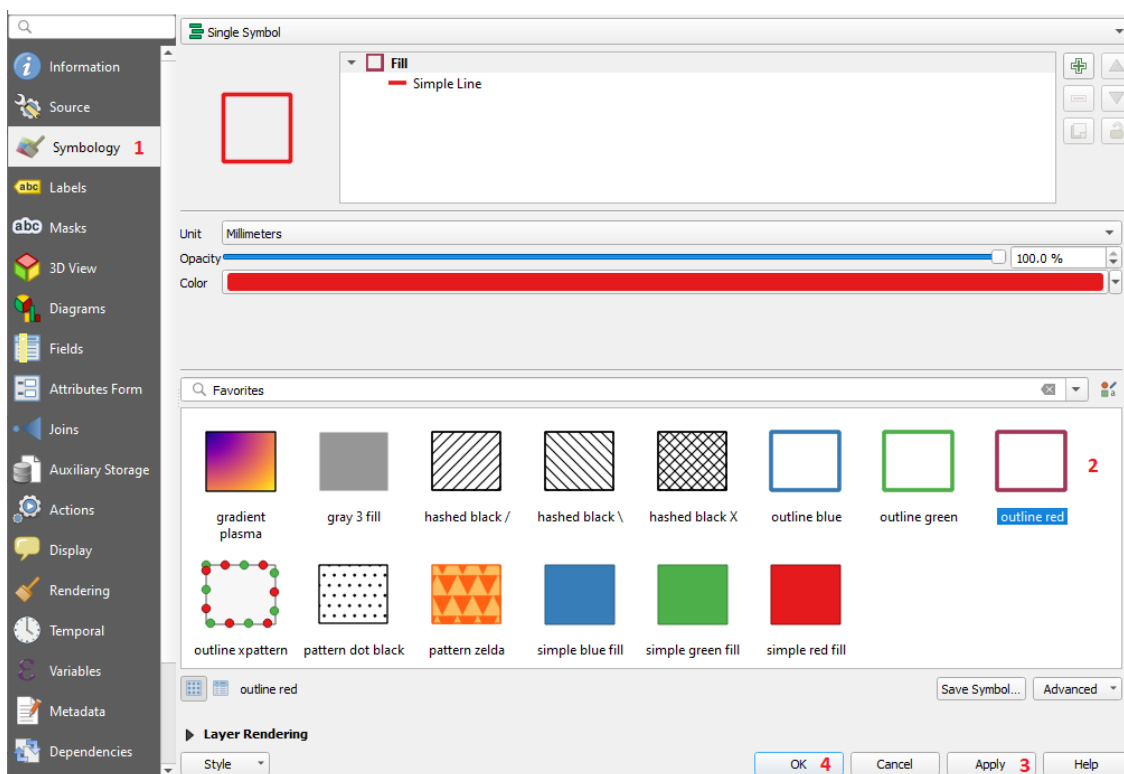 Single Symbol
Information
Source
Symbology 1
Labels
Masks
3D View
Diagrams
Fields
Attributes Form
Joins
Auxiliary Storage
Actions
Display
Rendering
Temporal
Variables
Metadata
Dependencies
Fill
Simple Line
Unit Millimeters
Opacity 100.0 %
Color
Favorites
gradient plasma
gray 3 fill
hashed black /
hashed black \
hashed black X
outline blue
outline green
outline red
2
outline xpattern
pattern dot black
pattern zelda
simple blue fill
simple green fill
simple red fill
outline red
Save Symbol...
Advanced
Layer Rendering
Style
OK 4
Cancel
Apply 3
Help